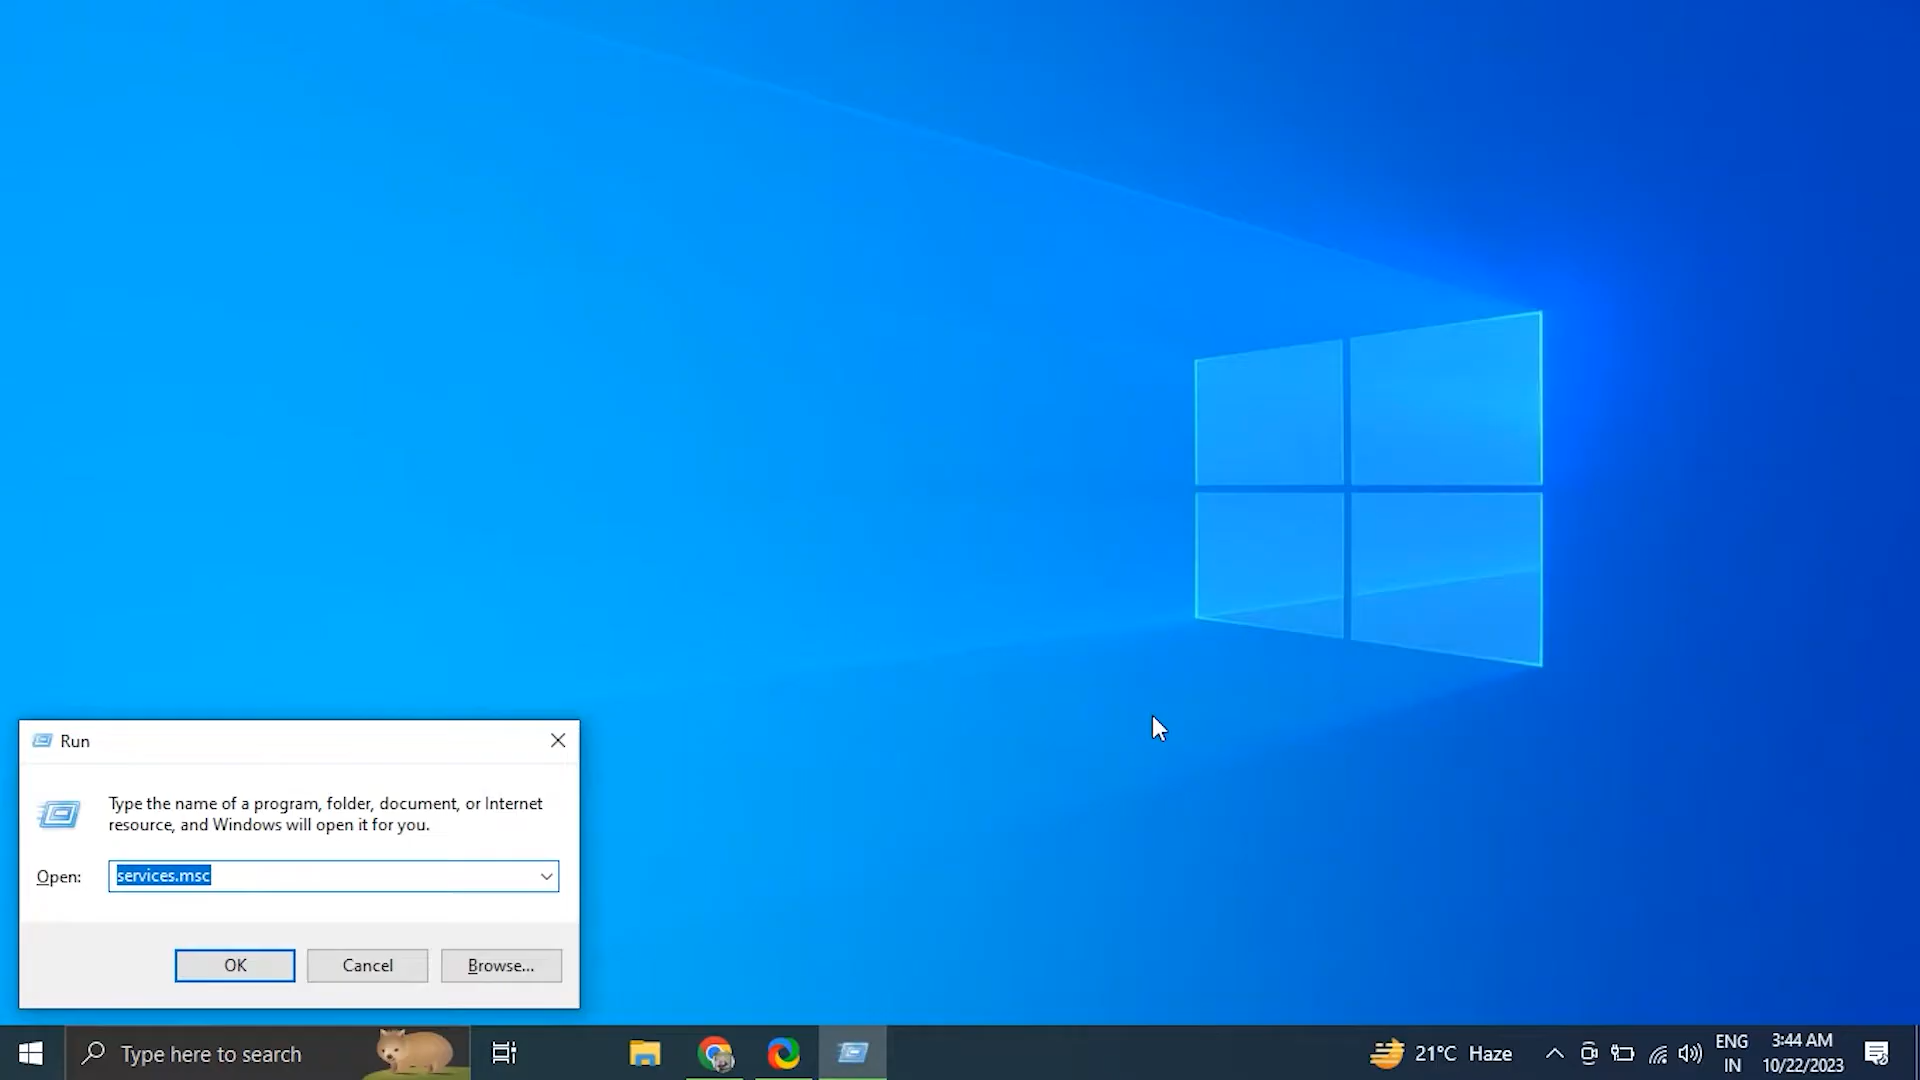 Run
Type the name of a program, folder, document, or Internet
resource, and Windows will open it for you.
Open:
services.msc
OK
Cancel
Browse...
Type here to search
21°C Haze
ENG
IN
3:44 AM
10/22/2023